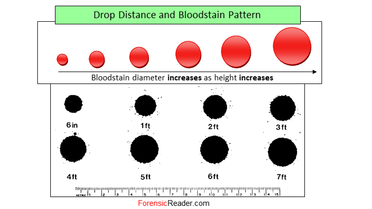 Drop Distance and Bloodstain Pattern
Bloodstain diameter increases as height increases
6in 1ft 2ft 3ft
4ft 5ft 6ft 7ft
ForensicReader.com